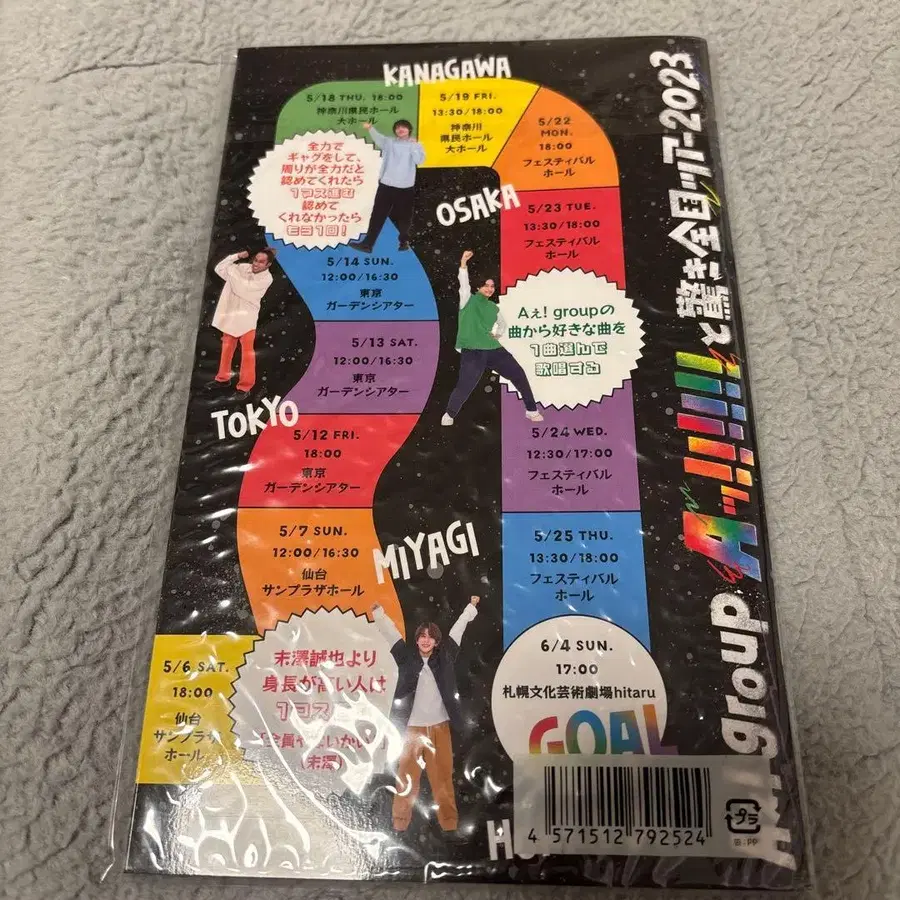 KANAGAWA
5/18 THU. 18:00
神奈川県民ホール
大ホール
5/19 FRI.
13:30/18:00
神奈川
県民ホール
大ホール
5/22
MON.
18:00
フェスティバル
ホール
全力で
ギャグをして、
周りが全力だと
認めてくれたら
1コマ進む
認めて
くれなかったら
もう1回!
OSAKA
5/23 TUE.
13:30/18:00
フェスティバル
ホール
5/14 SUN.
12:00/16:30
東京
ガーデンシアター
Aぇ! groupの
曲から好きな曲を
1曲選んで
歌唱する
5/13 SAT.
12:00/16:30
東京
ガーデンシアター
TOKYO
5/12 FRI.
18:00
東京
ガーデンシアター
5/24 WED.
12:30/17:00
フェスティバル
ホール
5/7 SUN.
12:00/16:30
仙台
サンプラザホール
MIYAGI
5/25 THU.
13:30/18:00
フェスティバル
ホール
5/6 SAT.
18:00
仙台
サンプラザ
ホール
末澤誠也より
身長が高い人は
1コマ
(末澤)
6/4 SUN.
17:00
札幌文化芸術劇場hitaru
GOAL
4 571512 792524
プラ
PP
group
と驚き全国ツアー2023